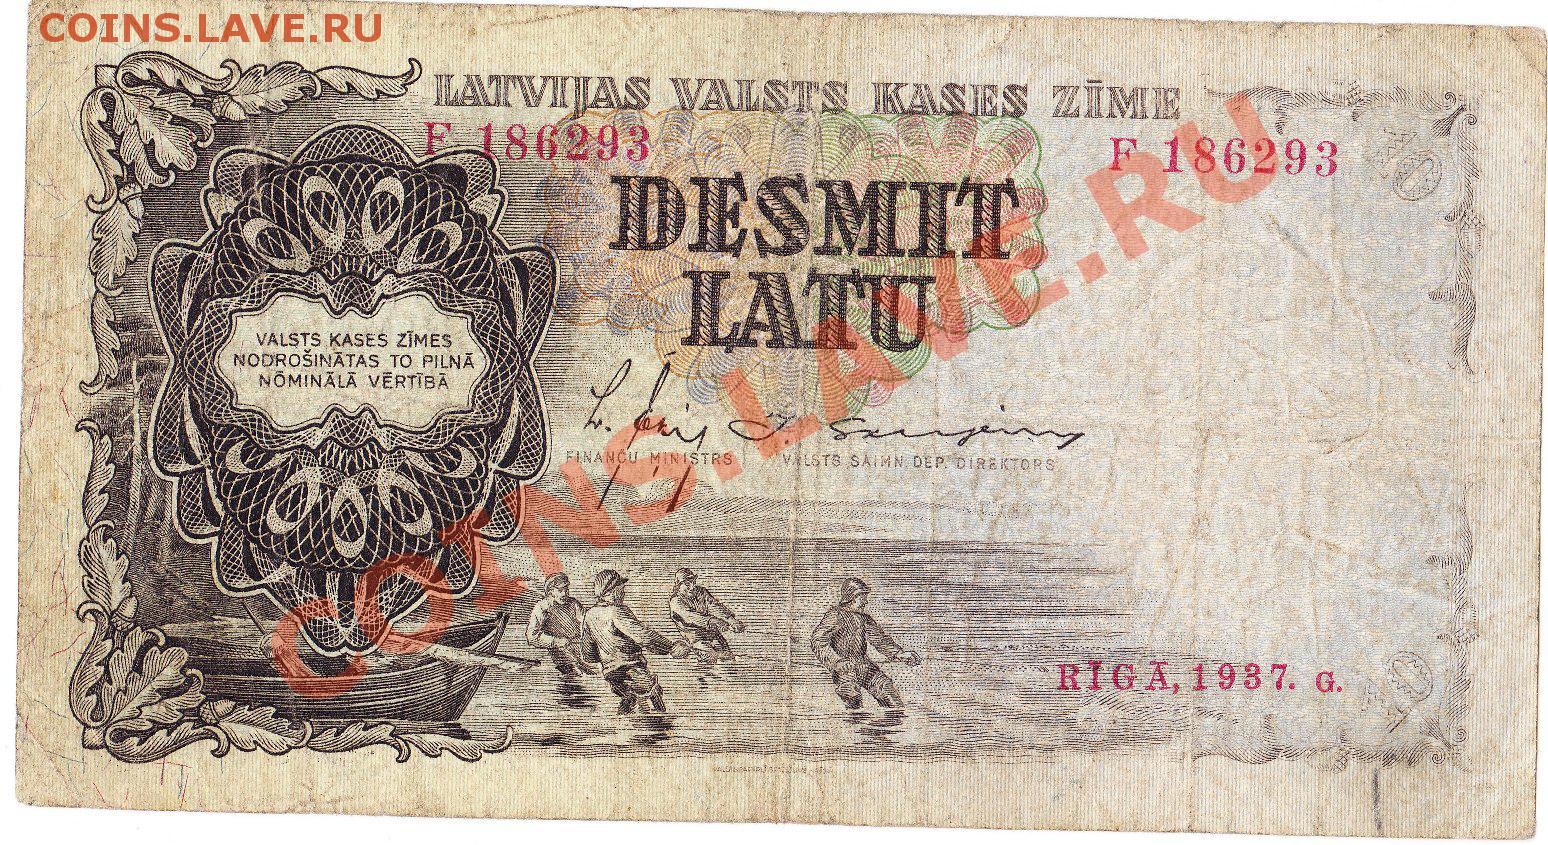 COINS.LAVE.RU
LATVIJAS VALSTS KASES ZĪME
F 186293 F 186293
DESMIT
LATU
VALSTS KASES ZĪMES
NODROŠINĀTAS TO PILNĀ
NŌMINĀLĀ VĒRTĪBĀ
FINANČU MINISTRS VALSTS SAIMN. DEP. DIREKTORS
COINS.LAVE.RU
RĪGĀ, 1937. G.